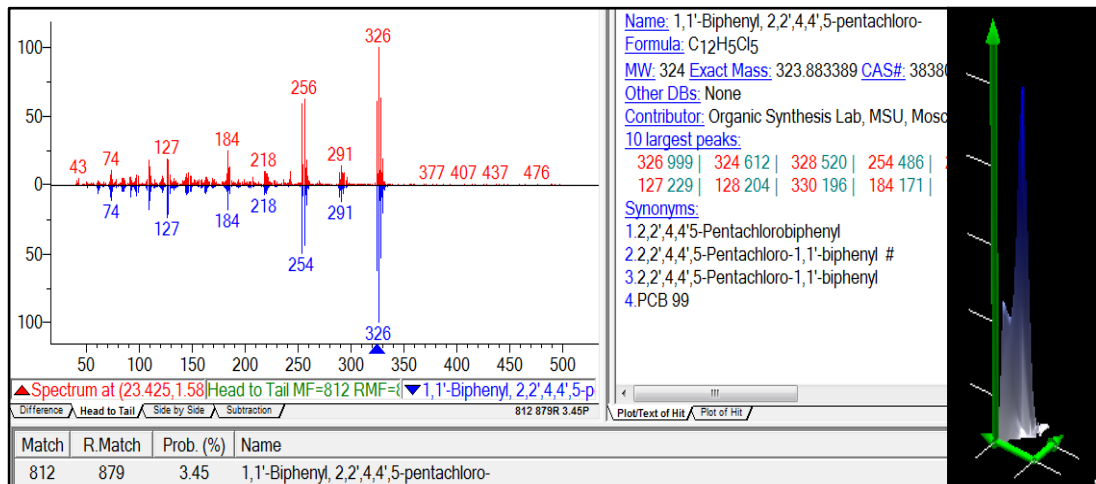 100
50
0
50
100
326
256
43
74
127
184
218
291
377 407 437 476
74
127
184
218
254
291
326
50 100 150 200 250 300 350 400 450 500
Spectrum at (23.425,1.58
Head to Tail MF=812
1,1'-Biphenyl, 2,2',4,4',5-p
Difference
Head to Tail
Side by Side
Subtraction
812 879R 3.45P
Name: 1,1'-Biphenyl, 2,2',4,4',5-pentachloro-
Formula: C12H5Cl5
MW: 324 Exact Mass: 323.883389 CAS#: 38380
Other DBs: None
Contributor: Organic Synthesis Lab, MSU, Mosc
10 largest peaks:
326 999 | 324 612 | 328 520 | 254 486 |
127 229 | 128 204 | 330 196 | 184 171 |
Synonyms:
1.2,2',4,4'5-Pentachlorobiphenyl
2.2,2',4,4',5-Pentachloro-1,1'-biphenyl #
3.2,2',4,4',5-Pentachloro-1,1'-biphenyl
4.PCB 99
Plot/Text of Hit
Plot of Hit
Match R.Match Prob. (%) Name
812 879 3.45 1,1'-Biphenyl, 2,2',4,4',5-pentachloro-